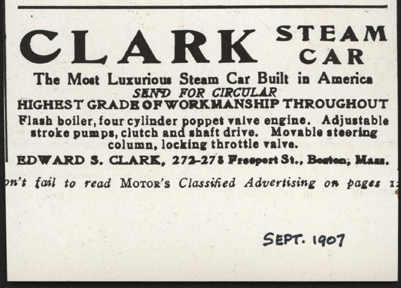 CLARK STEAM CAR
The Most Luxurious Steam Car Built in America
SEND FOR CIRCULAR
HIGHEST GRADE OF WORKMANSHIP THROUGHOUT
Flash boiler, four cylinder poppet valve engine. Adjustable
stroke pumps, clutch and shaft drive. Movable steering
column, locking throttle valve.
EDWARD S. CLARK, 272-278 Freeport St., Boston, Mass.
on't fail to read MOTOR'S Classified Advertising on pages 1
SEPT. 1907